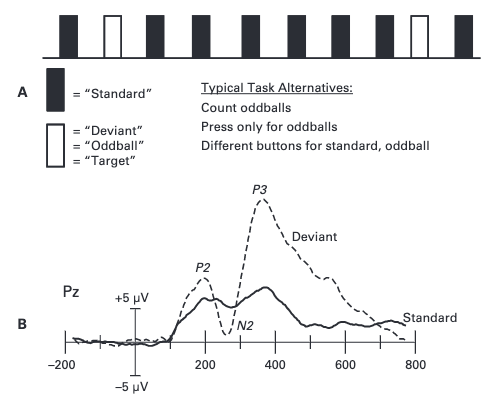 A
= “Standard”
= “Deviant”
= “Oddball”
= “Target”
Typical Task Alternatives:
Count oddballs
Press only for oddballs
Different buttons for standard, oddball
P3
Deviant
P2
Pz
+5 µV
B
N2
Standard
–200
200
400
600
800
–5 µV